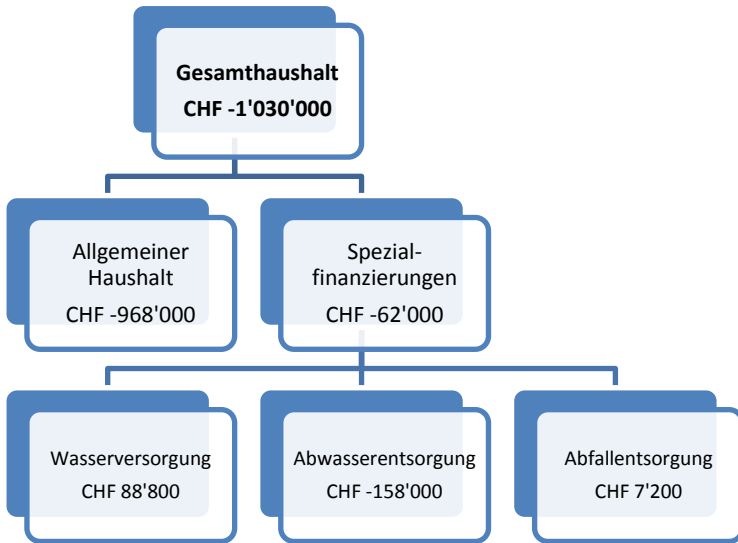 Gesamthaushalt
CHF -1'030'000
Allgemeiner
Haushalt
CHF -968'000
Spezial-
finanzierungen
CHF -62'000
Wasserversorgung
CHF 88'800
Abwasserentsorgung
CHF -158'000
Abfallentsorgung
CHF 7'200